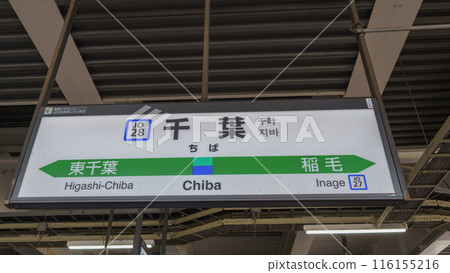 JO
28
千葉
千叶
지바
ちば
東千葉
稲毛
Higashi-Chiba
Chiba
Inage
JO
27
116155216